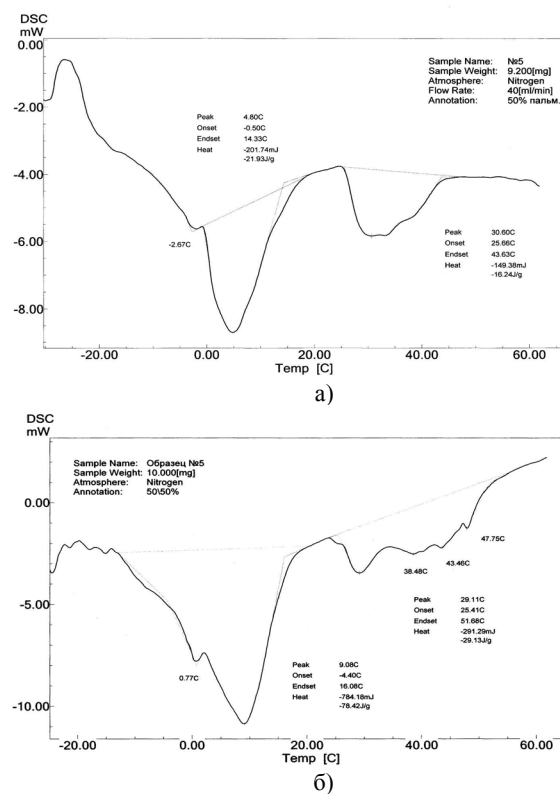 DSC
mW
0.00
Sample Name: №5
Sample Weight: 9.200[mg]
Atmosphere: Nitrogen
Flow Rate: 40[ml/min]
Annotation: 50% пальм.
-2.00
Peak 4.80C
Onset -0.50C
Endset 14.33C
Heat -201.74mJ
-21.93J/g
-4.00
Peak 30.60C
Onset 25.66C
Endset 43.63C
Heat -149.38mJ
-16.24J/g
-2.67C
-6.00
-8.00
-20.00 0.00 20.00 40.00 60.00
Temp [C]
а)
DSC
mW
Sample Name: Образец №5
Sample Weight: 10.000[mg]
Atmosphere: Nitrogen
Annotation: 50\50%
0.00
47.75C
43.46C
38.48C
-5.00
Peak 29.11C
Onset 25.41C
Endset 51.68C
Heat -291.29mJ
-29.13J/g
0.77C
Peak 9.08C
Onset -4.40C
Endset 16.08C
Heat -784.18mJ
-78.42J/g
-10.00
-20.00 0.00 20.00 40.00 60.00
Temp [C]
б)